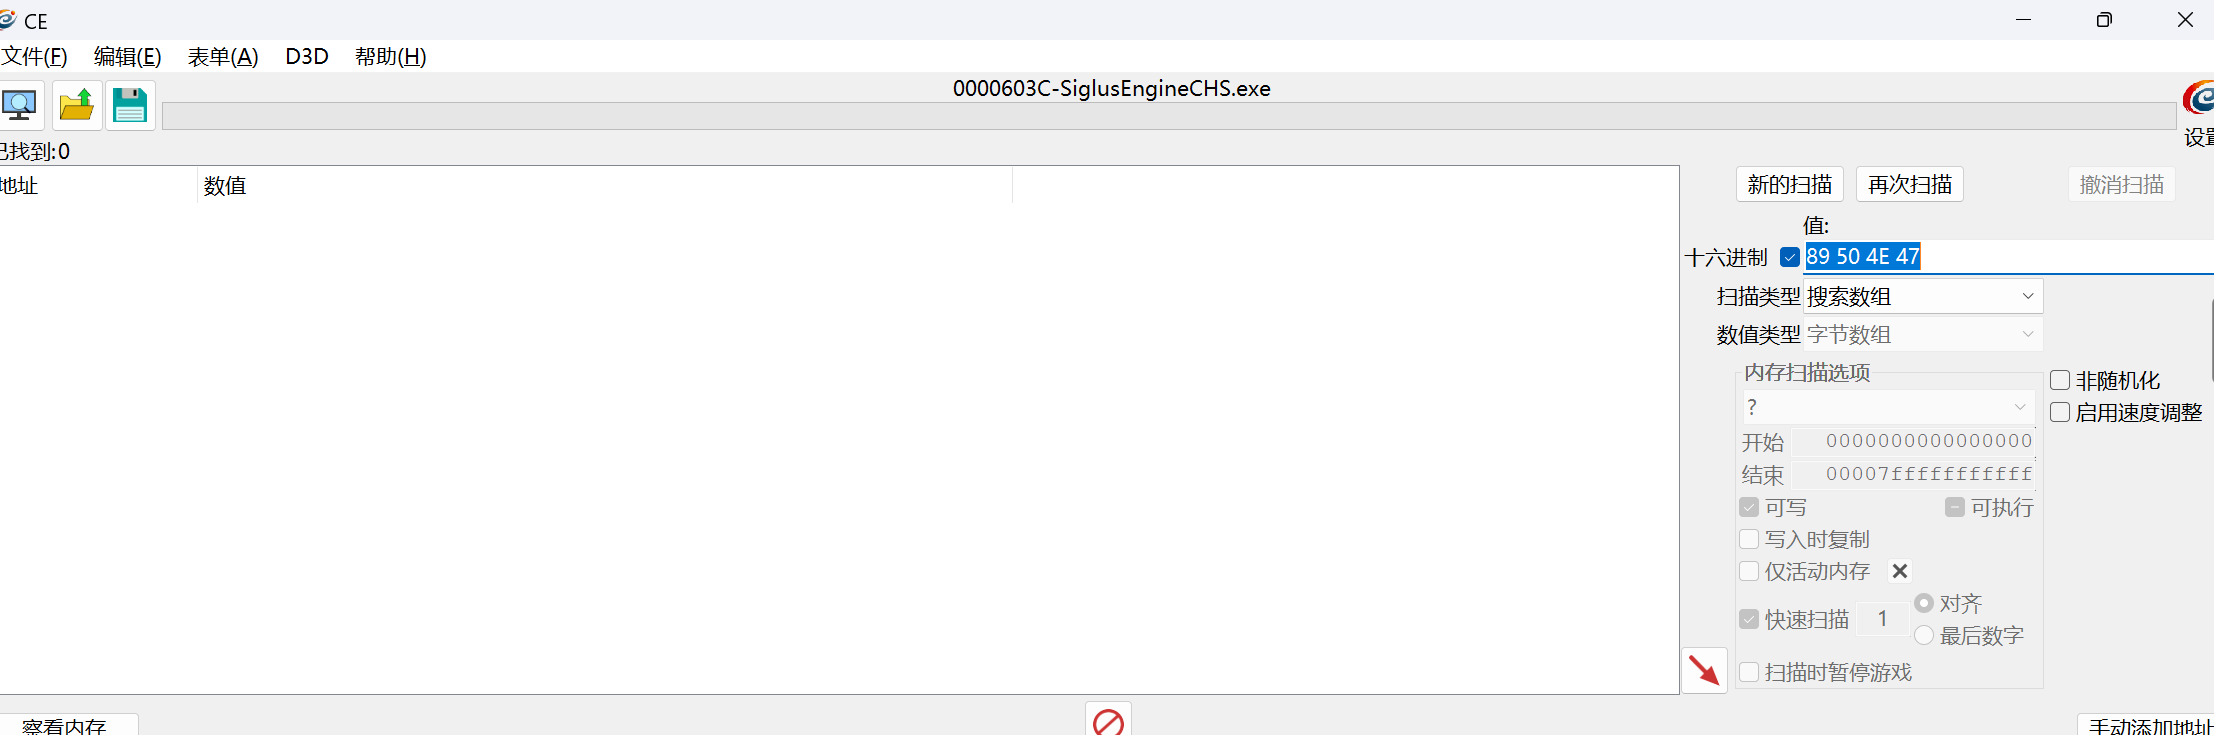 CE
文件(F) 编辑(E) 表单(A) D3D 帮助(H)
0000603C-SiglusEngineCHS.exe
设置
已找到:0
地址 数值
新的扫描 再次扫描 撤消扫描
值:
十六进制 89 50 4E 47
扫描类型 搜索数组
数值类型 字节数组
内存扫描选项
?
非随机化
启用速度调整
开始 0000000000000000
结束 00007fffffffffff
可写 可执行
写入时复制
仅活动内存
快速扫描 1 对齐
最后数字
扫描时暂停游戏
察看内存 手动添加地址